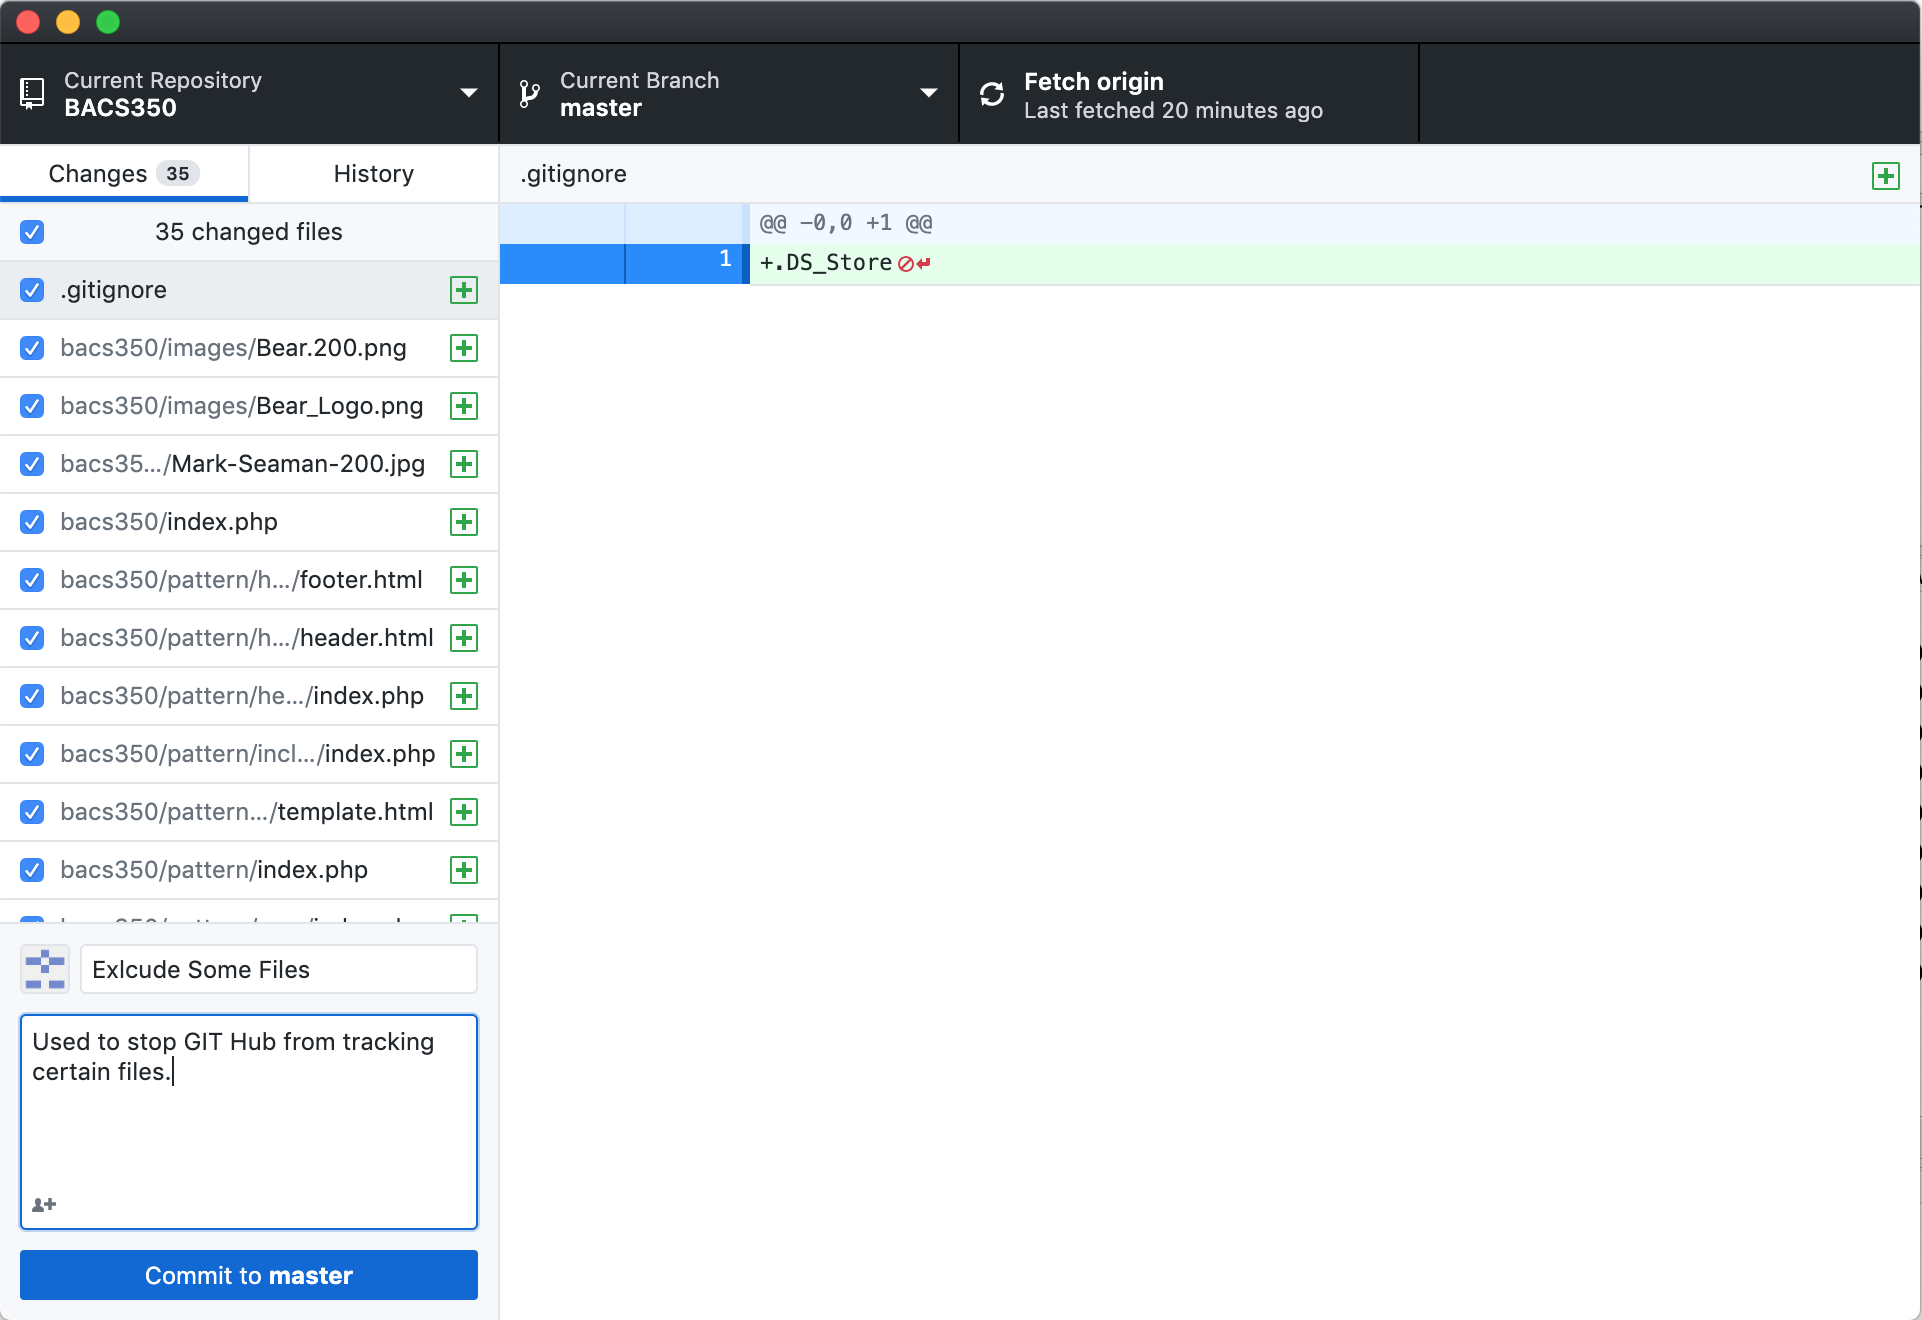 Current Repository
BACS350
Current Branch
master
Fetch origin
Last fetched 20 minutes ago
Changes 35
History
.gitignore
35 changed files
@@ -0,0 +1 @@
1 +.DS_Store
.gitignore
bacs350/images/Bear.200.png
bacs350/images/Bear_Logo.png
bacs35.../Mark-Seaman-200.jpg
bacs350/index.php
bacs350/pattern/h.../footer.html
bacs350/pattern/h.../header.html
bacs350/pattern/he.../index.php
bacs350/pattern/incl.../index.php
bacs350/pattern.../template.html
bacs350/pattern/index.php
Exlcude Some Files
Used to stop GIT Hub from tracking
certain files.
Commit to master